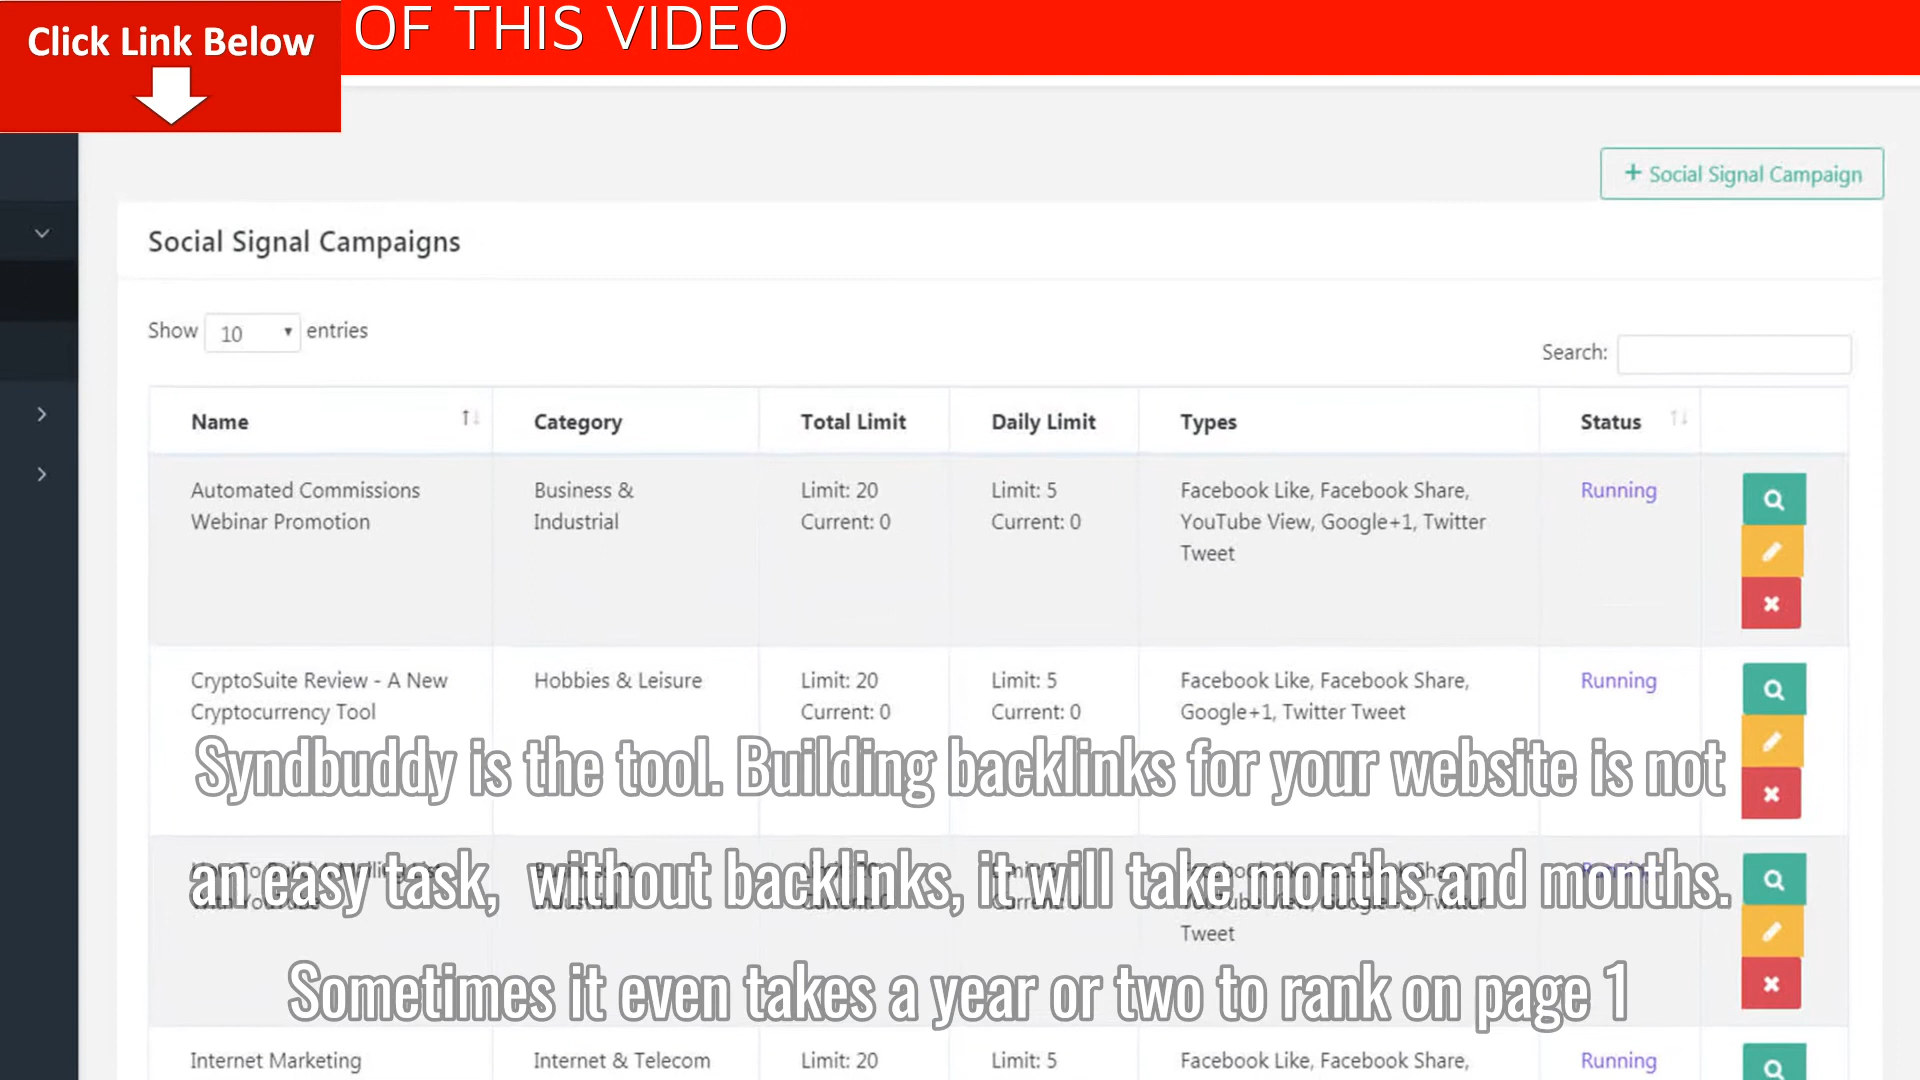 Click Link Below
OF THIS VIDEO
+ Social Signal Campaign
Social Signal Campaigns
Show 10 entries
Search:
Name Category Total Limit Daily Limit Types Status
Automated Commissions Business & Limit: 20 Limit: 5 Facebook Like, Facebook Share, Running
Webinar Promotion Industrial Current: 0 Current: 0 YouTube View, Google+1, Twitter
Tweet
CryptoSuite Review - A New Hobbies & Leisure Limit: 20 Limit: 5 Facebook Like, Facebook Share, Running
Cryptocurrency Tool Current: 0 Current: 0 Google+1, Twitter Tweet
Syndbuddy is the tool. Building backlinks for your website is not
an easy task, without backlinks, it will take months and months.
Tweet
Sometimes it even takes a year or two to rank on page 1
Internet Marketing Internet & Telecom Limit: 20 Limit: 5 Facebook Like, Facebook Share, Running